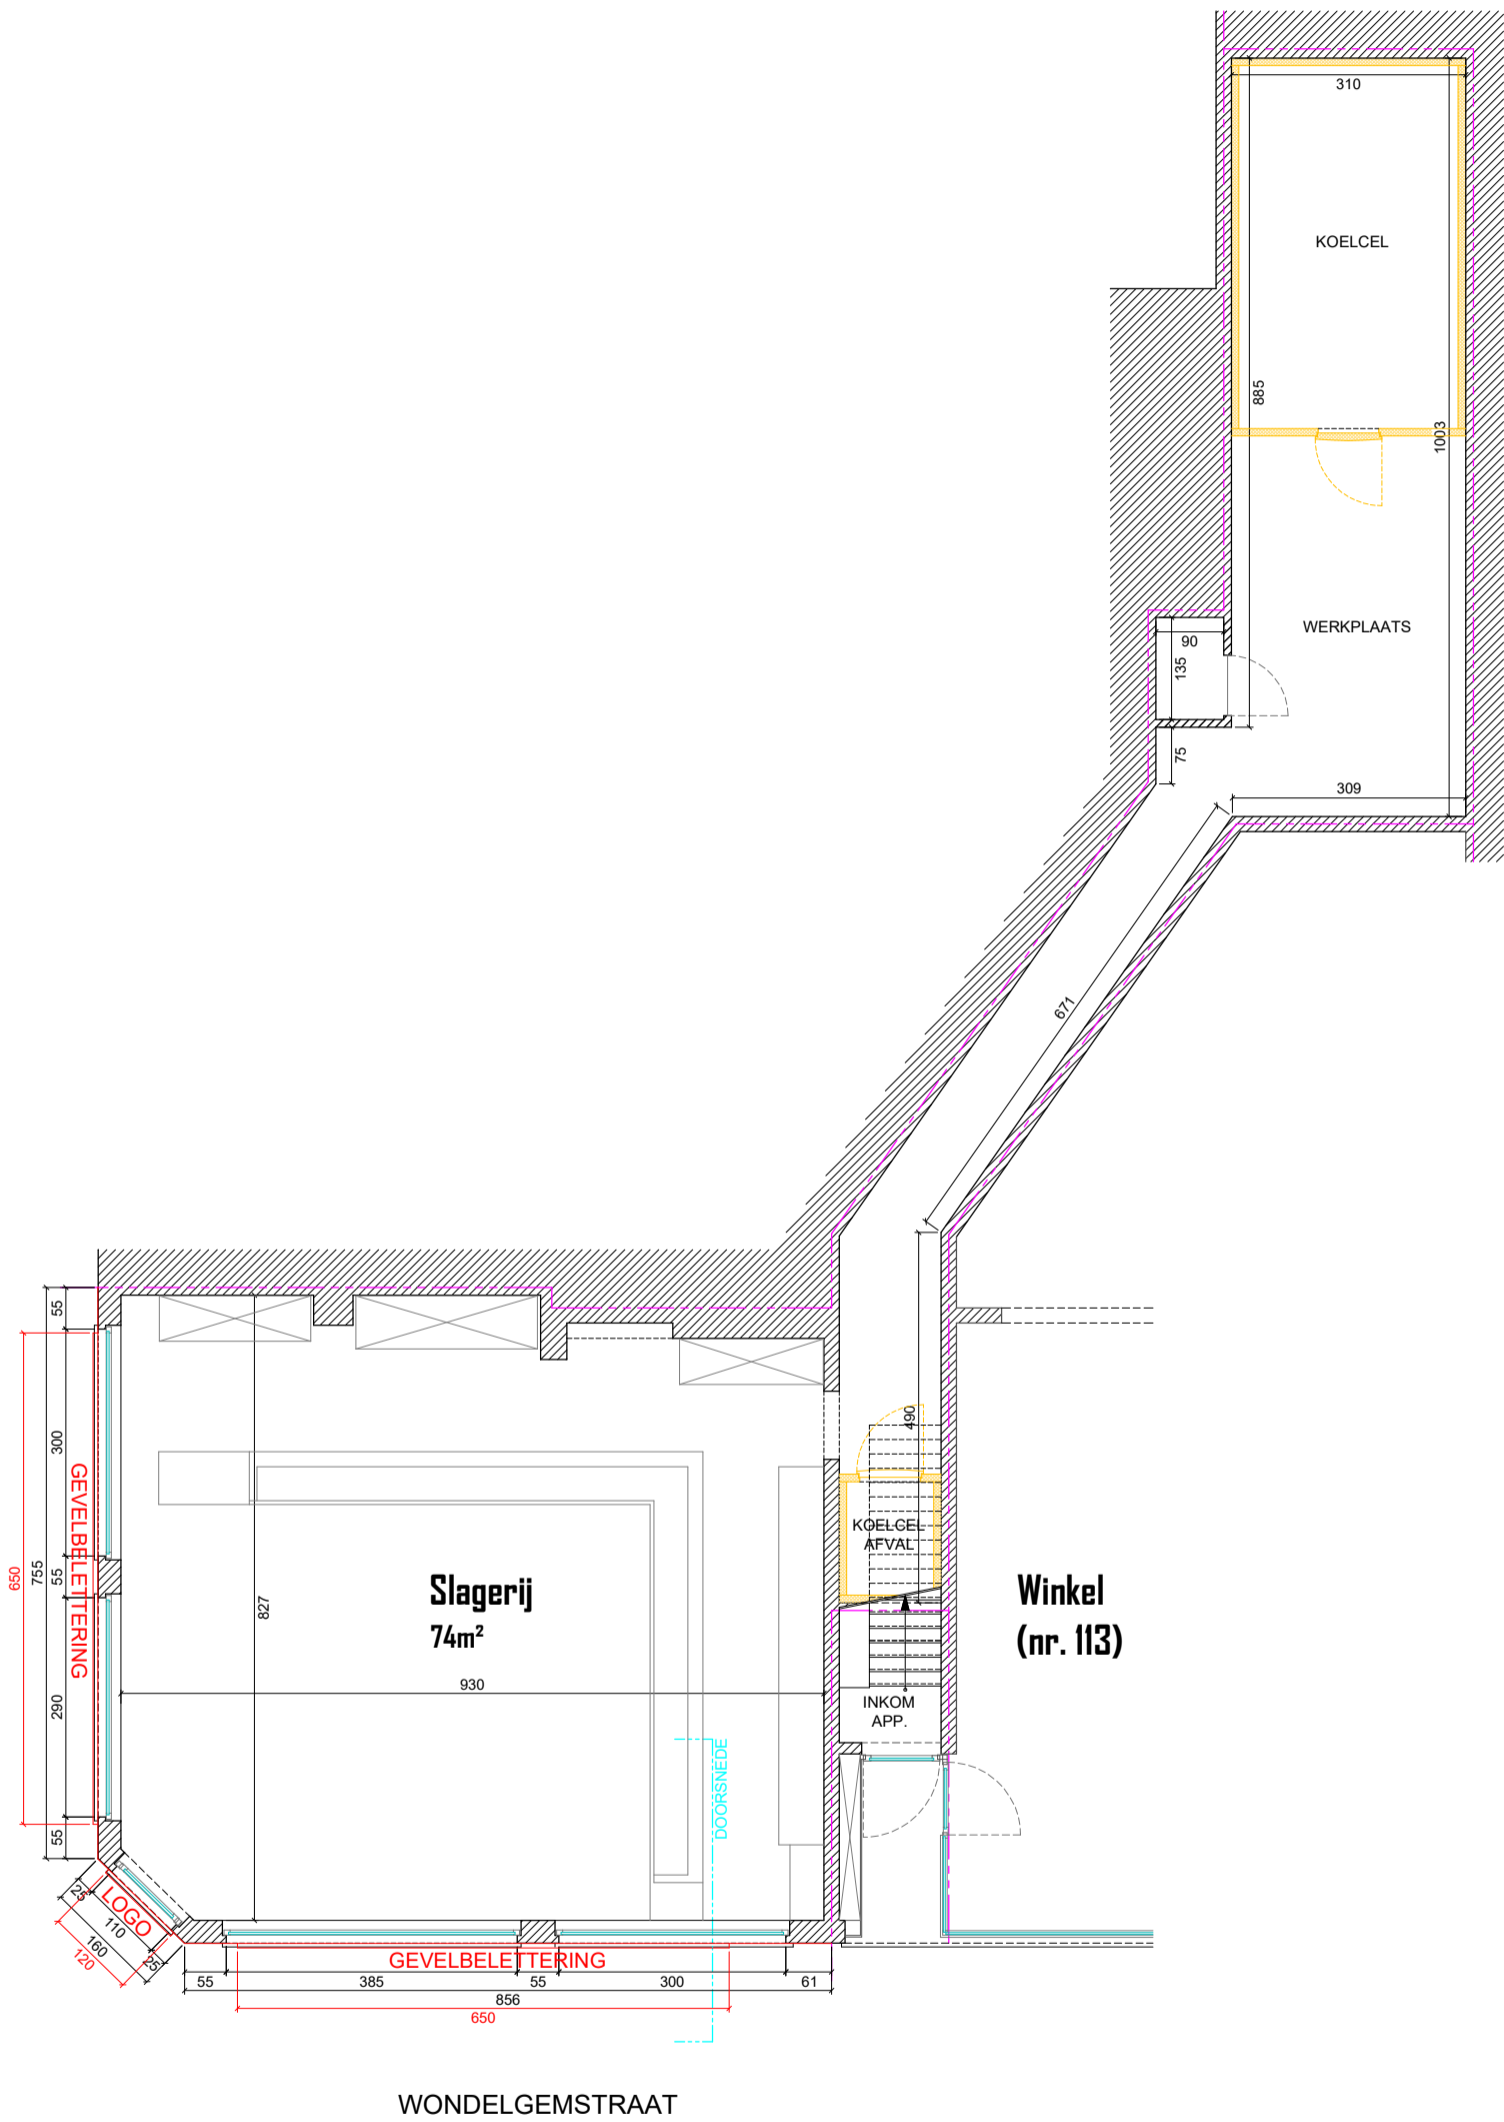 310
KOELCEL
885
1003
WERKPLAATS
90
135
75
309
671
55
300
55
290
55
755
650
GEVELBELETTERING
827
Slagerij
74m²
930
490
KOELCEL
AFVAL
INKOM
APP.
Winkel
(nr. 113)
DOORSNEDE
25
LOGO
110
25
160
120
GEVELBELETTERING
55
385
55
300
61
856
650
WONDELGEMSTRAAT